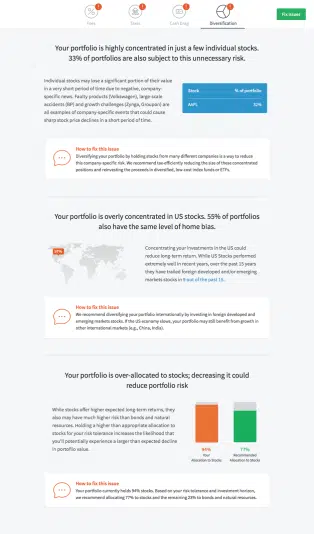 Fees
Taxes
Cash Drag
Diversification
Fix issues
Your portfolio is highly concentrated in just a few individual stocks.
33% of portfolios are also subject to this unnecessary risk.
Individual stocks may lose a significant portion of their value
in a very short period of time due to negative, company-
specific news. Faulty products (Volkswagen), large-scale
accidents (BP) and growth challenges (Zynga, Groupon) are
all examples of company-specific events that could cause
sharp stock price declines in a short period of time.
Stock % of portfolio
AAPL
How to fix this issue
Diversifying your portfolio by holding stocks from many different companies is a way to reduce
this company-specific risk. We recommend tax-efficiently reducing the size of these concentrated
positions and reinvesting the proceeds in diversified, low-cost index funds or ETFs.
Your portfolio is overly concentrated in US stocks. 55% of portfolios
also have the same level of home bias.
Concentrating your investments in the US could
reduce long-term return. While US Stocks performed
extremely well in recent years, over the past 15 years
they have trailed foreign developed and/or emerging
markets stocks in 9 out of the past 15.
How to fix this issue
We recommend diversifying your portfolio internationally by investing in foreign developed and
emerging markets stocks. If the US economy slows, your portfolio may still benefit from growth in
other international markets (e.g., China, India).
Your portfolio is over-allocated to stocks; decreasing it could
reduce portfolio risk
While stocks offer higher expected long-term returns, they
also may have much higher risk than bonds and natural
resources. Holding a higher than appropriate allocation to
stocks for your risk tolerance increases the likelihood that
you'll potentially experience a larger than expected decline
in portfolio value.
94%
Your
Allocation to Stocks
77%
Recommended
Allocation to Stocks
How to fix this issue
Your portfolio currently holds 94% stocks. Based on your risk tolerance and investment horizon,
we recommend allocating 77% to stocks and the remaining 23% to bonds and natural resources.